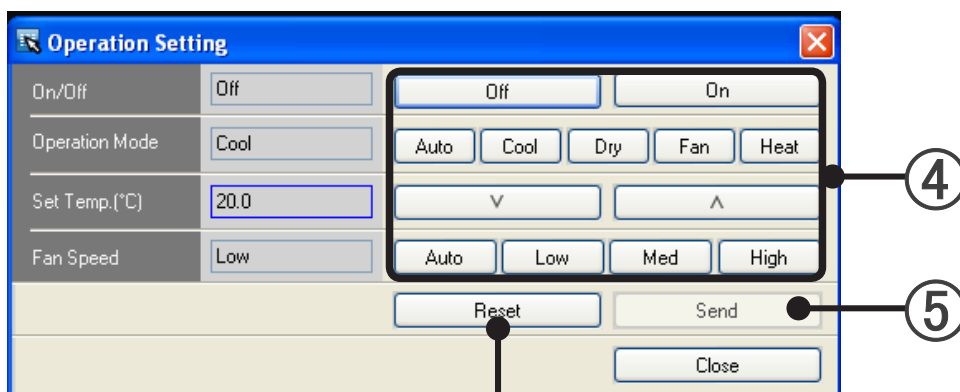 Operation Setting
On/Off Off Off On
Operation Mode Cool Auto Cool Dry Fan Heat
④
Set Temp.(°C) 20.0 ∨ ∧
Fan Speed Low Auto Low Med High
Reset Send
⑤
Close